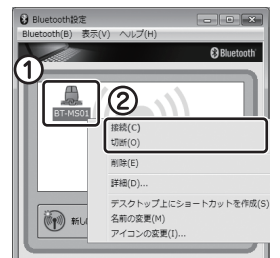 Bluetooth設定
Bluetooth(B) 表示(V) ヘルプ(H)
Bluetooth
①
BT-MS01
②
接続(C)
切断(O)
削除(E)
詳細(D)...
デスクトップ上にショートカットを作成(S)
名前の変更(M)
アイコンの変更(I)...
新し